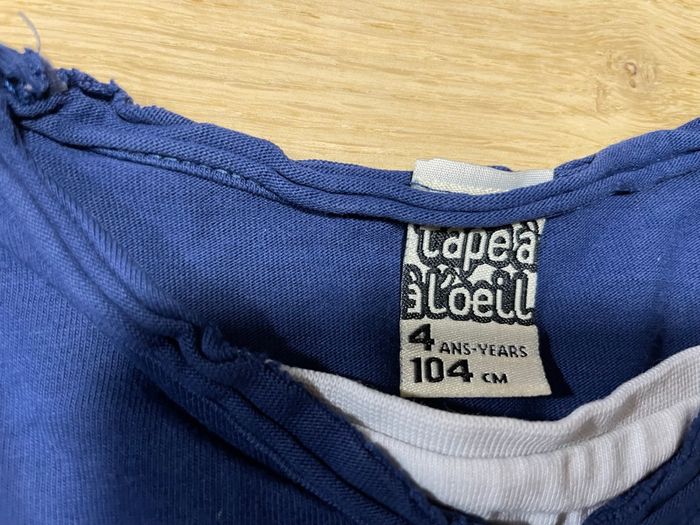 tape à
à l'oeil
4 ANS-YEARS
104 CM